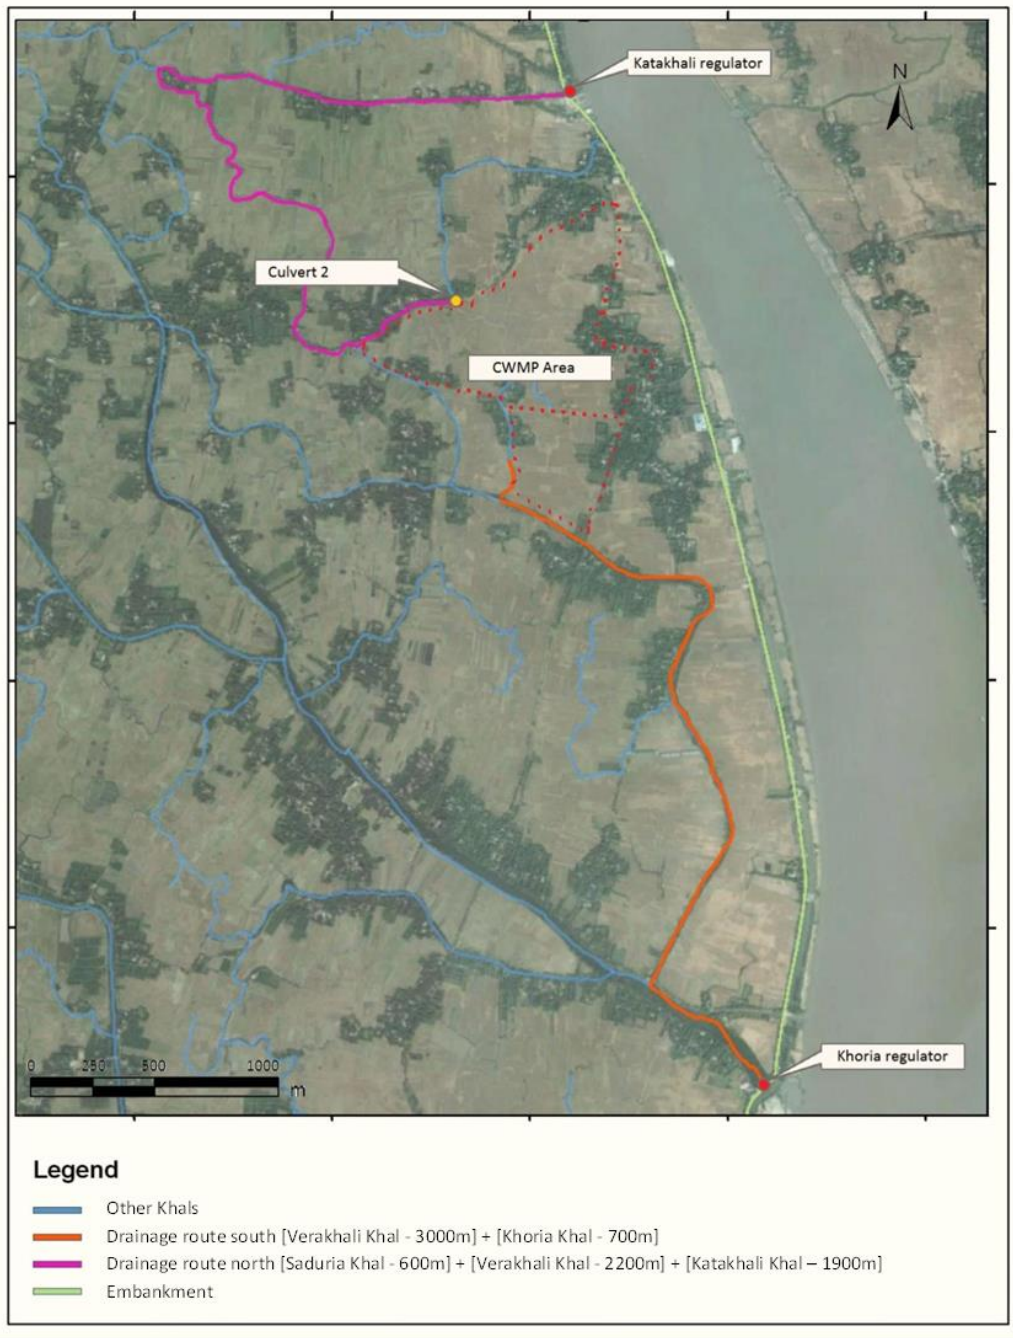 Katakhali regulator
N
Culvert 2
CWMP Area
Khoria regulator
0 250 500 1000
m
Legend
Other Khals
Drainage route south [Verakhali Khal - 3000m] + [Khoria Khal - 700m]
Drainage route north [Saduria Khal - 600m] + [Verakhali Khal - 2200m] + [Katakhali Khal – 1900m]
Embankment